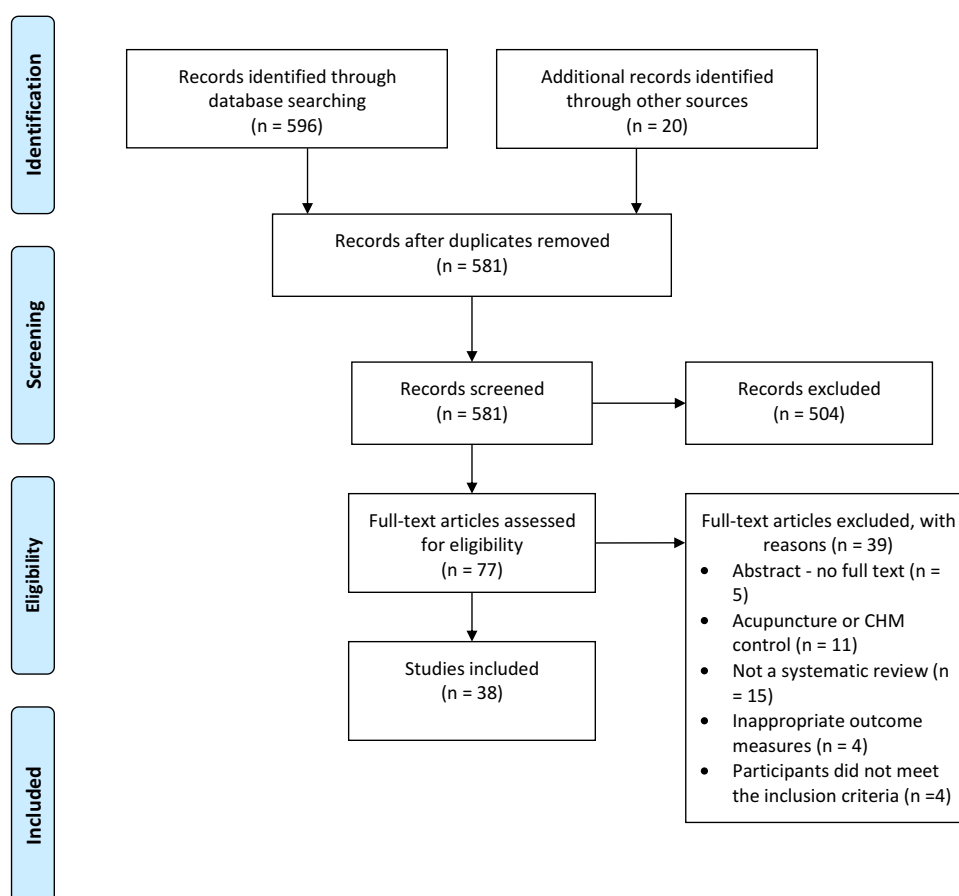 Identification
Records identified through
database searching
(n = 596)
Additional records identified
through other sources
(n = 20)
Records after duplicates removed
(n = 581)
Screening
Records screened
(n = 581)
Records excluded
(n = 504)
Eligibility
Full-text articles assessed
for eligibility
(n = 77)
Full-text articles excluded, with
reasons (n = 39)
• Abstract - no full text (n =
5)
• Acupuncture or CHM
control (n = 11)
• Not a systematic review (n
= 15)
• Inappropriate outcome
measures (n = 4)
• Participants did not meet
the inclusion criteria (n =4)
Studies included
(n = 38)
Included